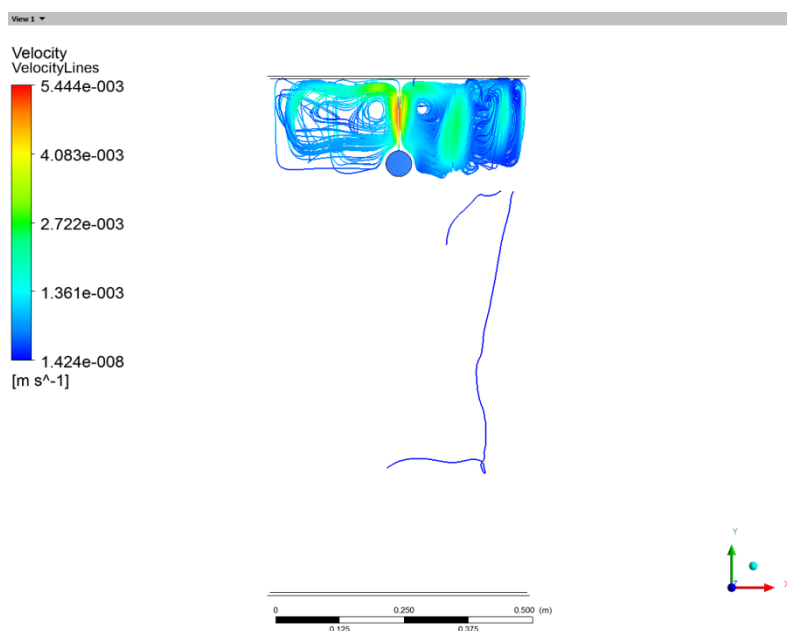 View 1
Velocity
VelocityLines
5.444e-003
4.083e-003
2.722e-003
1.361e-003
1.424e-008
[m s^-1]
Y
Z
X
0 0.250 0.500 (m)
0.125 0.375